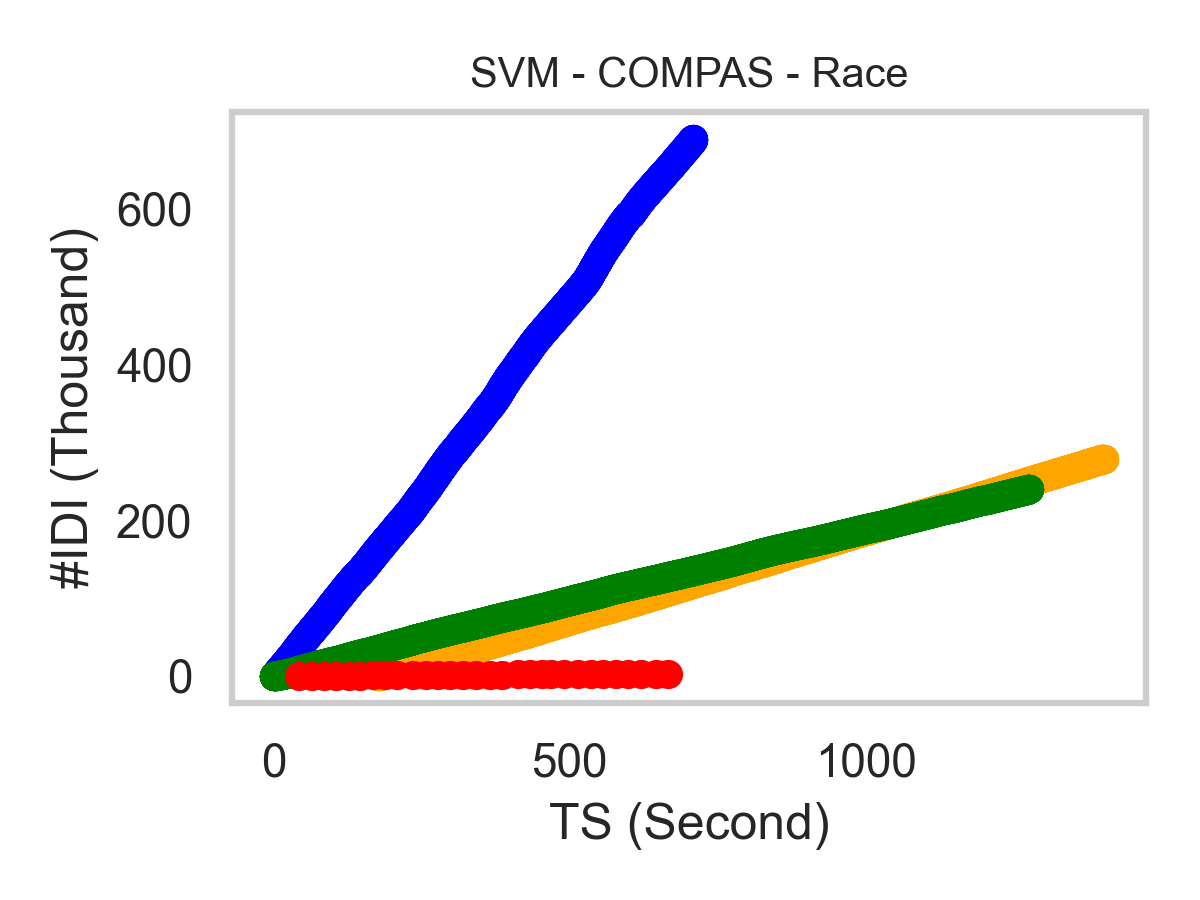 SVM - COMPAS - Race
#IDI (Thousand)
600
400
200
0
0 500 1000
TS (Second)